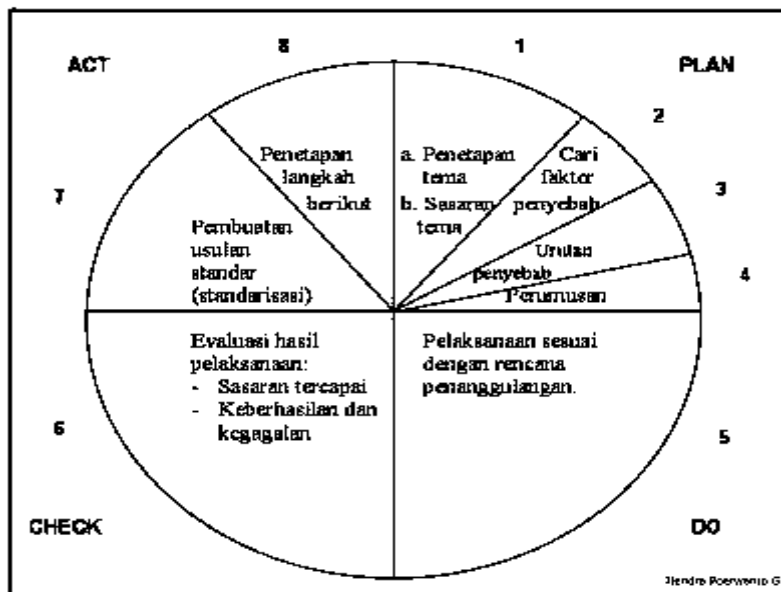 8
1
ACT
PLAN
2
Penetapan
langkah
berikut
a. Penetapan
tema
b. Sasaran
tema
Cari
faktor
penyebab
3
7
Pembuatan
usulan
standar
(standarisasi)
Urutan
penyebab
4
Perumusan
Evaluasi hasil
pelaksanaan:
- Sasaran tercapai
- Keberhasilan dan
kegagalan
Pelaksanaan sesuai
dengan rencana
penanggulangan.
6
5
CHECK
DO